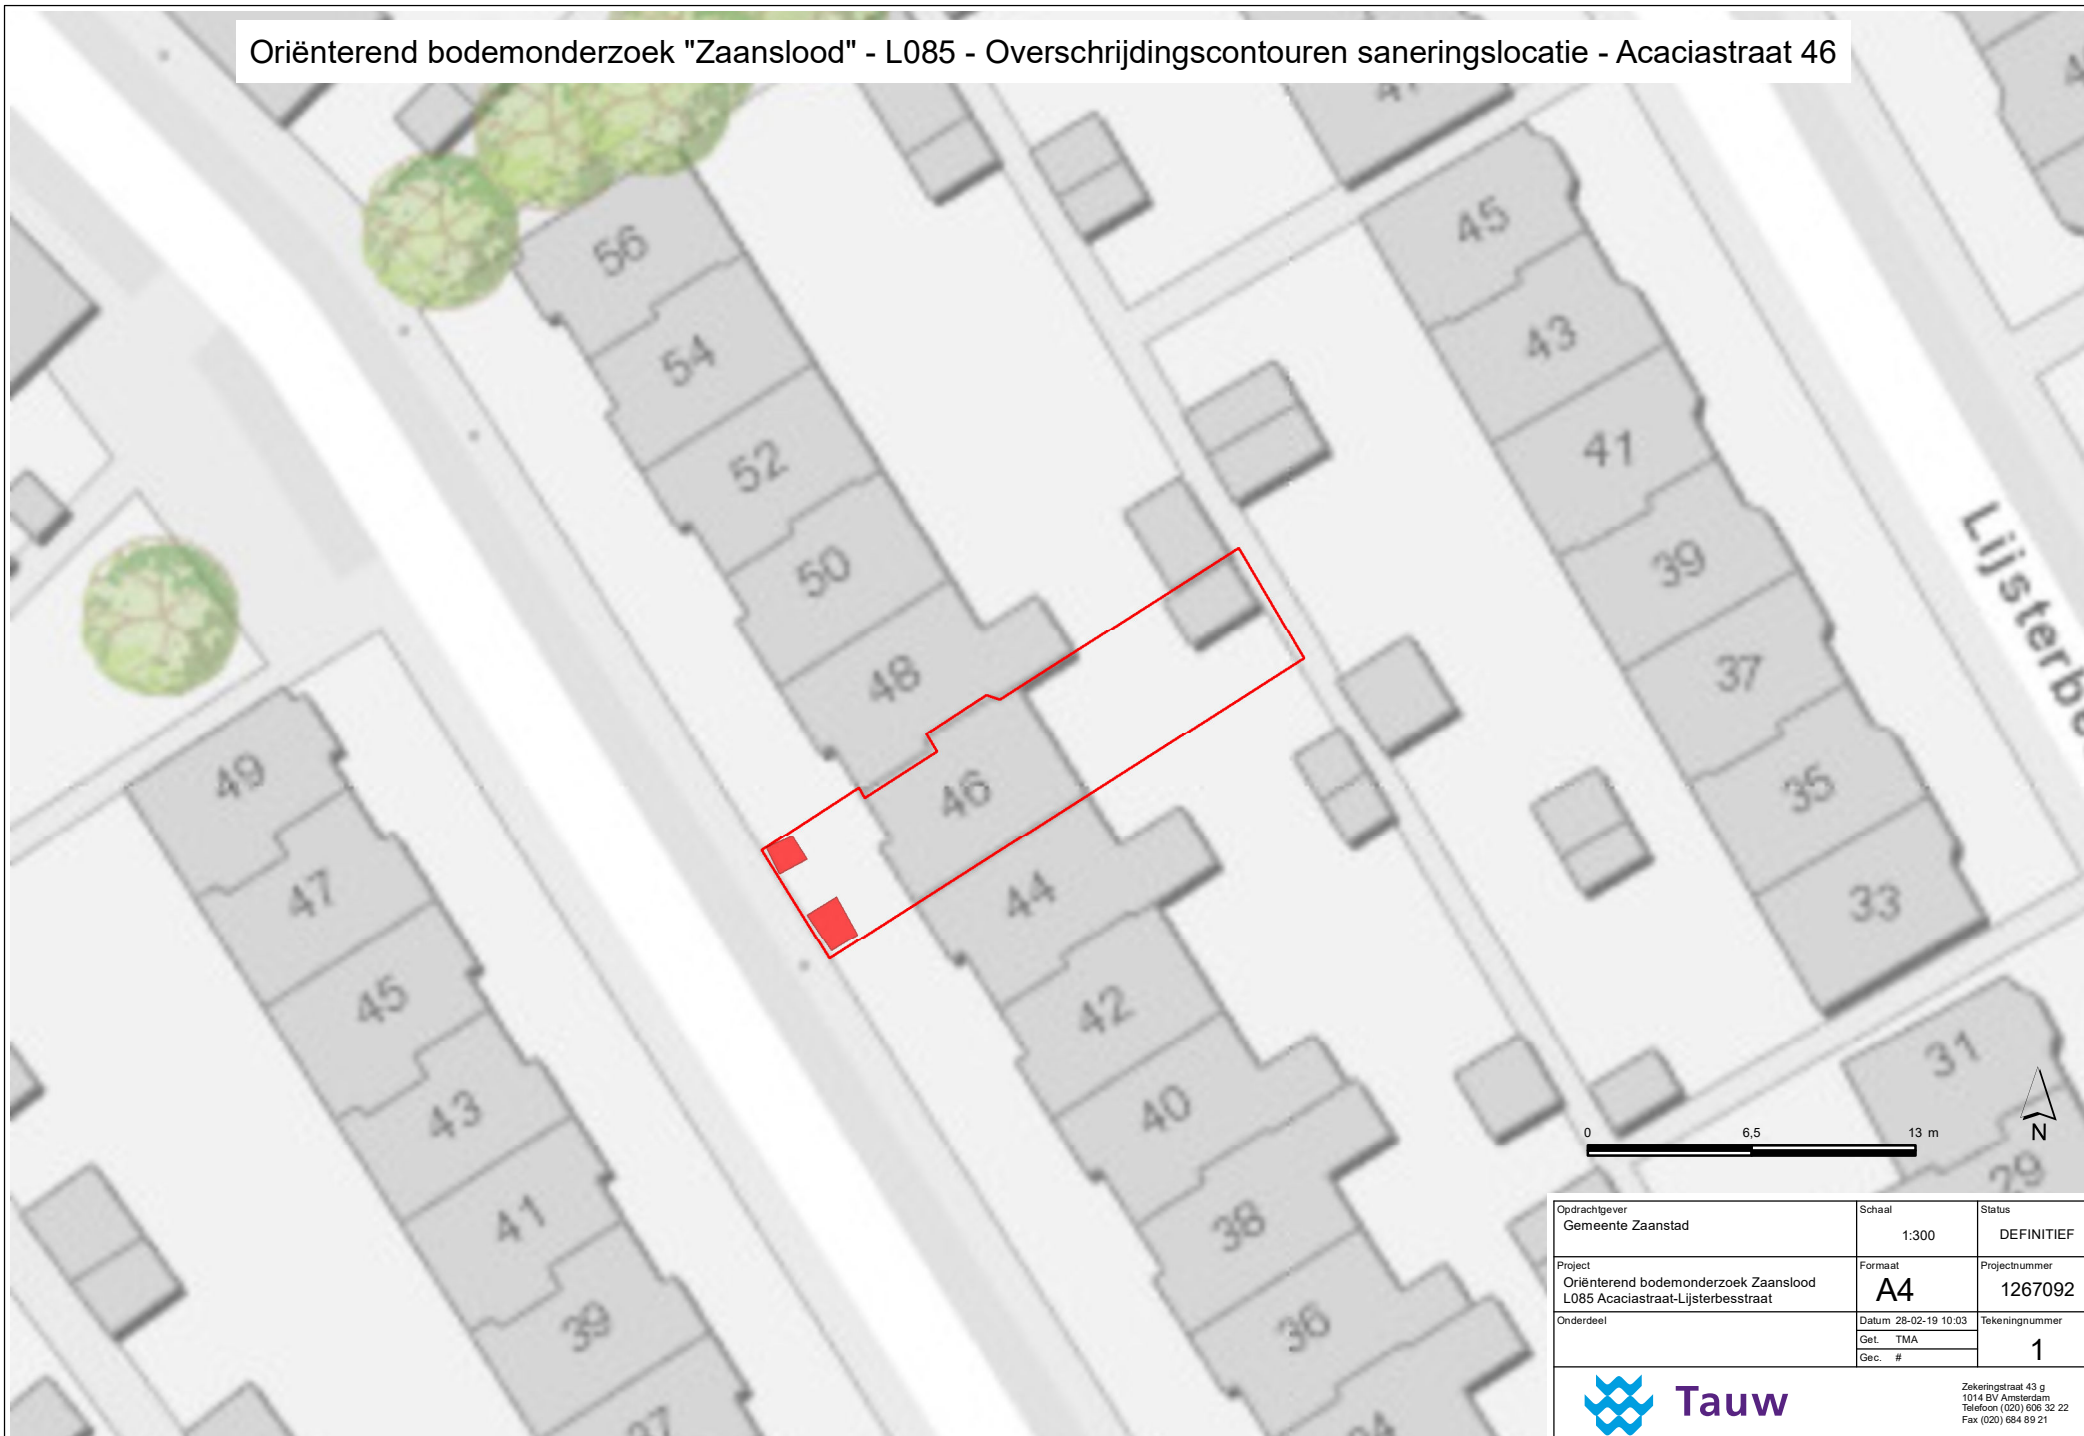 Oriënterend bodemonderzoek "Zaanslood" - L085 - Overschrijdingscontouren saneringslocatie - Acaciastraat 46
47
45
56
43
54
41
52
39
50
37
48
35
49
46
33
47
44
45
42
31
43
40
29
41
38
39
36
37
34
Lijsterbe
0 6,5 13 m
N
Opdrachtgever
Gemeente Zaanstad
Schaal
1:300
Status
DEFINITIEF
Project
Oriënterend bodemonderzoek Zaanslood
L085 Acaciastraat-Lijsterbesstraat
Formaat
A4
Projectnummer
1267092
Onderdeel
Datum 28-02-19 10:03
Get. TMA
Gec. #
Tekeningnummer
1
Tauw
Zekeringstraat 43 g
1014 BV Amsterdam
Telefoon (020) 606 32 22
Fax (020) 684 89 21